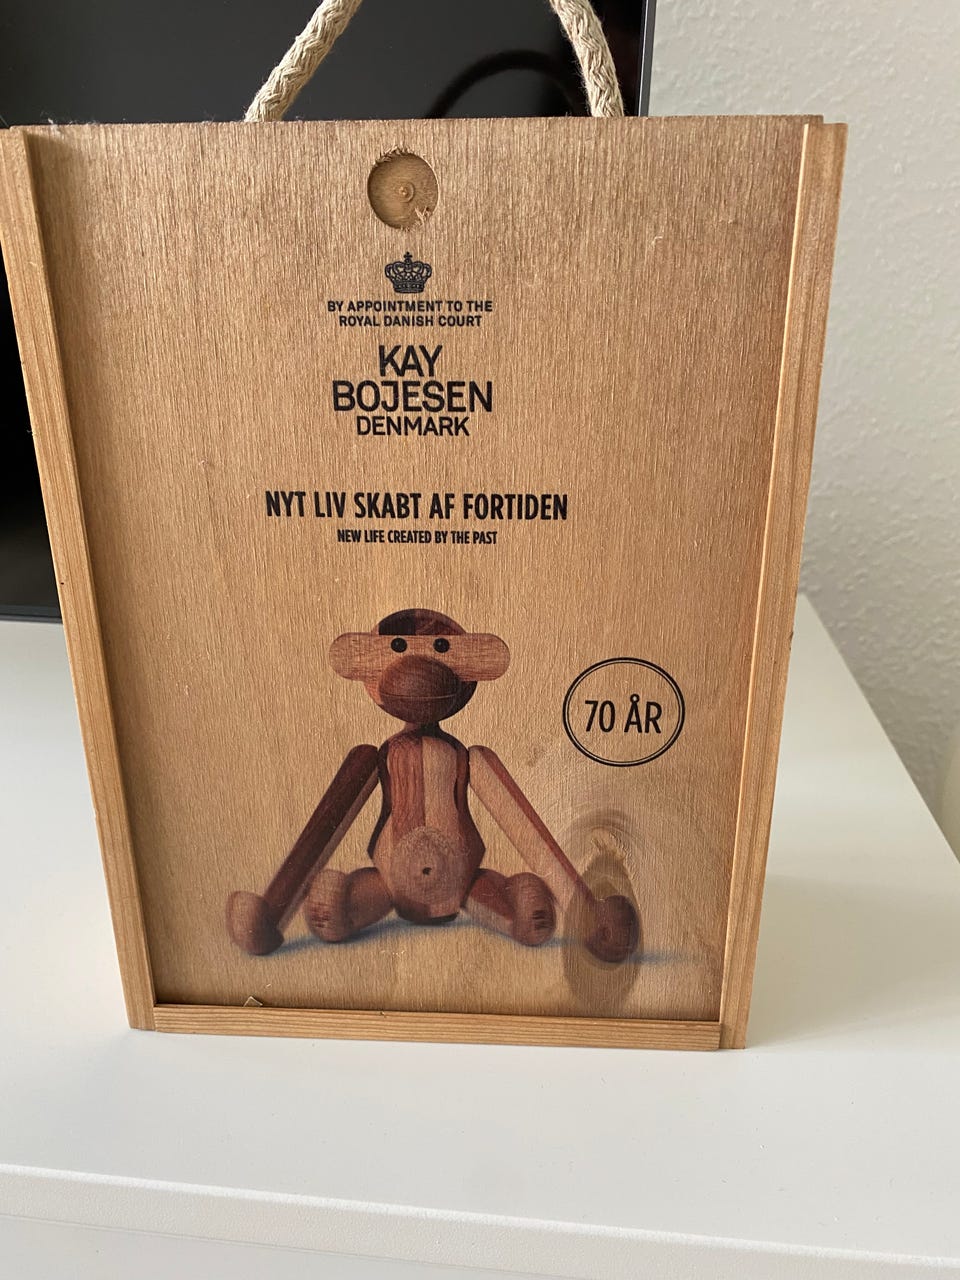 BY APPOINTMENT TO THE
ROYAL DANISH COURT
KAY
BOJESEN
DENMARK
NYT LIV SKABT AF FORTIDEN
NEW LIFE CREATED BY THE PAST
70 ÅR